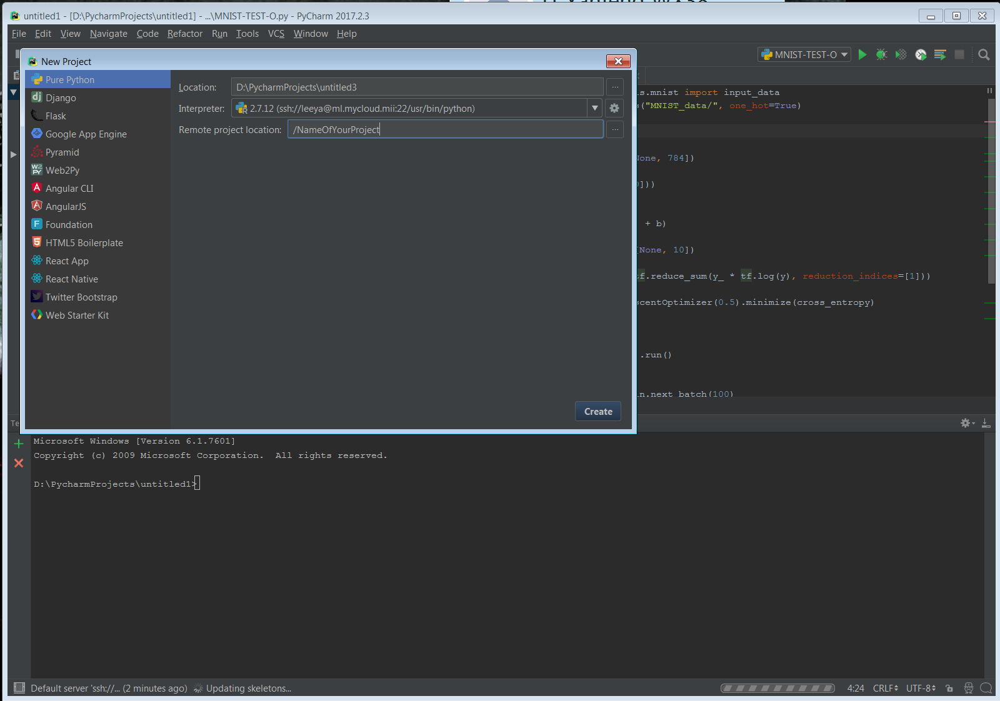 untitled1 - [D:\PycharmProjects\untitled1] - ...\MNIST-TEST-O.py - PyCharm 2017.2.3
File Edit View Navigate Code Refactor Run Tools VCS Window Help
MNIST-TEST-O
New Project
Pure Python
Django
Flask
Google App Engine
Pyramid
Web2Py
Angular CLI
AngularJS
Foundation
HTML5 Boilerplate
React App
React Native
Twitter Bootstrap
Web Starter Kit
Location: D:\PycharmProjects\untitled3
Interpreter: 2.7.12 (ssh://leeya@ml.mycloud.mii:22/usr/bin/python)
Remote project location: /NameOfYourProject
Create
s.mnist import input_data
("MNIST_data/", one_hot=True)
None, 784])
]))
+ b)
[None, 10])
tf.reduce_sum(y_ * tf.log(y), reduction_indices=[1]))
scentOptimizer(0.5).minimize(cross_entropy)
.run()
n.next_batch(100)
Te
Microsoft Windows [Version 6.1.7601]
Copyright (c) 2009 Microsoft Corporation. All rights reserved.
D:\PycharmProjects\untitled1>
Default server 'ssh://... (2 minutes ago) Updating skeletons... 4:24 CRLF UTF-8